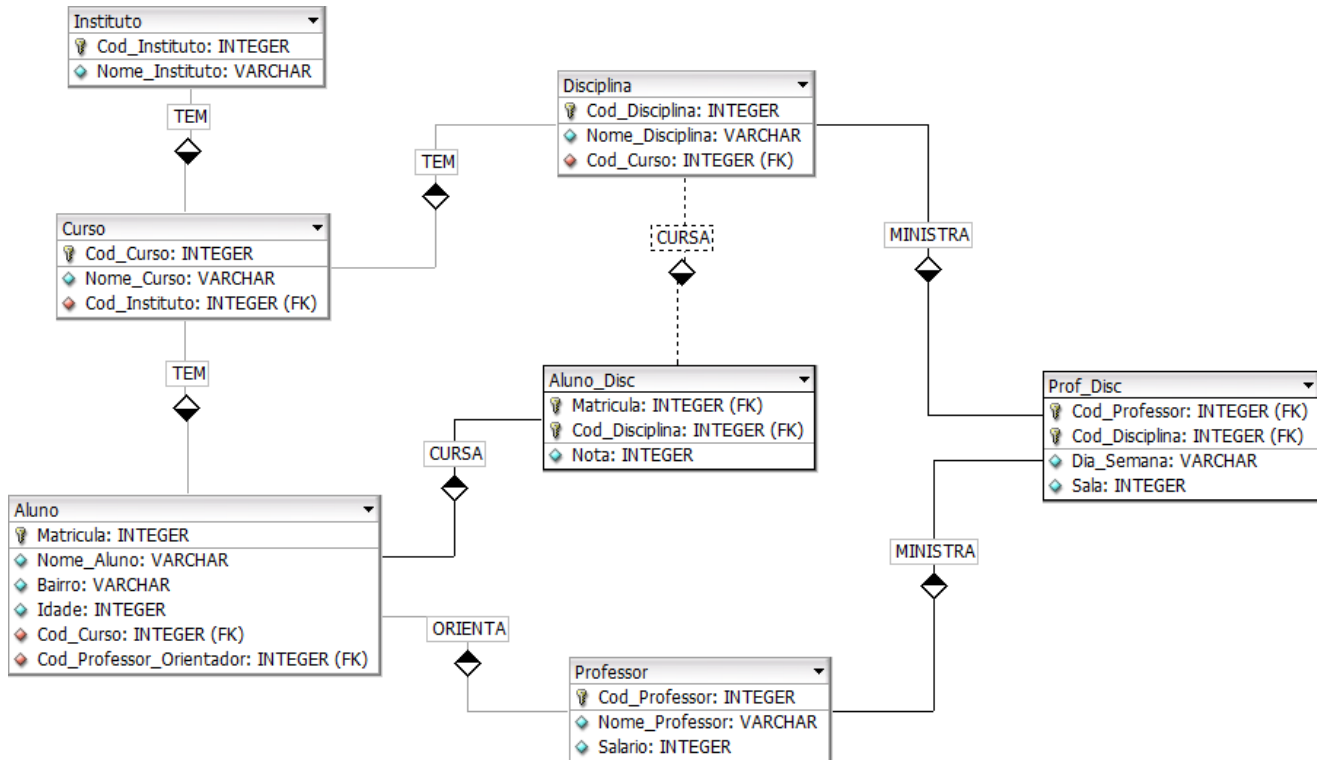 Instituto
Cod_Instituto: INTEGER
Nome_Instituto: VARCHAR
TEM
Disciplina
Cod_Disciplina: INTEGER
Nome_Disciplina: VARCHAR
Cod_Curso: INTEGER (FK)
TEM
Curso
Cod_Curso: INTEGER
Nome_Curso: VARCHAR
Cod_Instituto: INTEGER (FK)
CURSA
MINISTRA
TEM
Aluno_Disc
Matricula: INTEGER (FK)
Cod_Disciplina: INTEGER (FK)
Nota: INTEGER
Prof_Disc
Cod_Professor: INTEGER (FK)
Cod_Disciplina: INTEGER (FK)
Dia_Semana: VARCHAR
Sala: INTEGER
CURSA
Aluno
Matricula: INTEGER
Nome_Aluno: VARCHAR
Bairro: VARCHAR
Idade: INTEGER
Cod_Curso: INTEGER (FK)
Cod_Professor_Orientador: INTEGER (FK)
MINISTRA
ORIENTA
Professor
Cod_Professor: INTEGER
Nome_Professor: VARCHAR
Salario: INTEGER